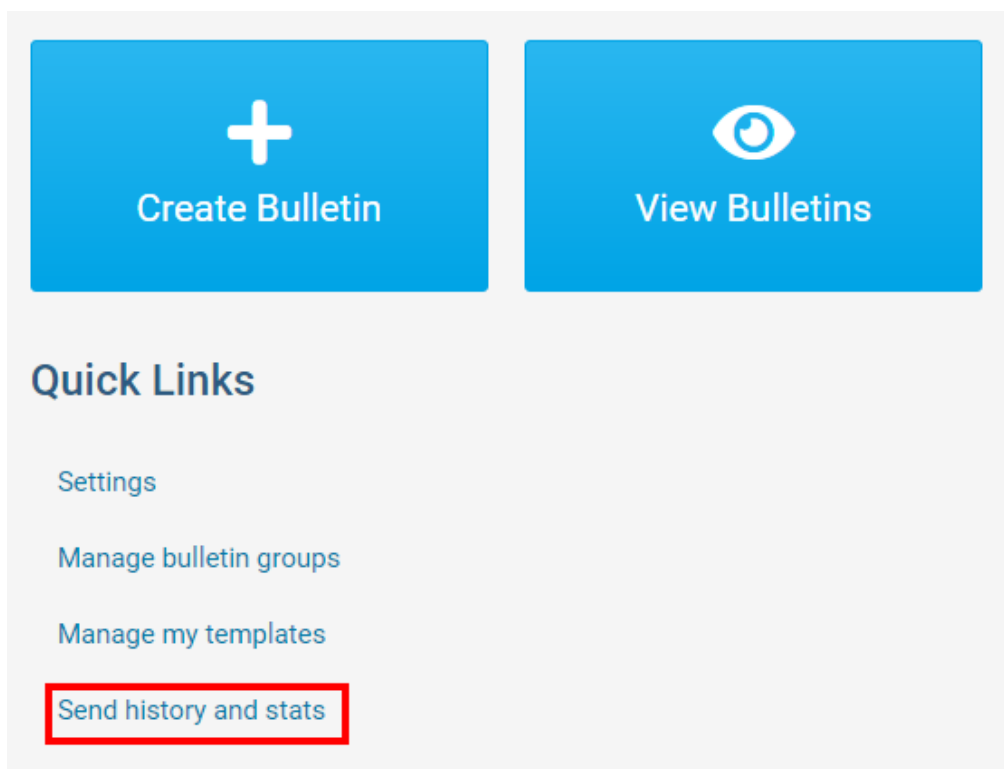 Create Bulletin
View Bulletins
Quick Links
Settings
Manage bulletin groups
Manage my templates
Send history and stats